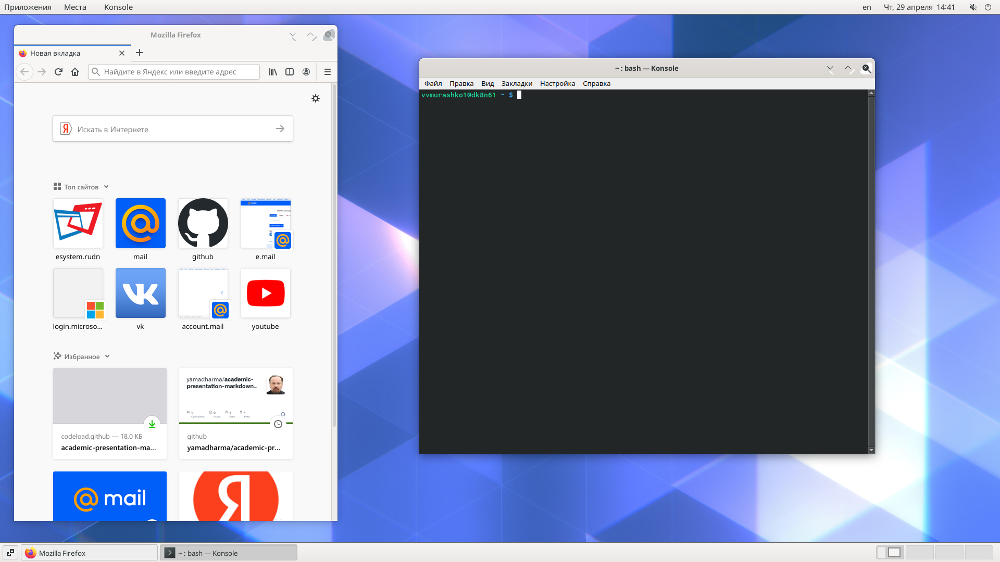 Приложения Места Konsole en Чт, 29 апреля 14:41
Mozilla Firefox
Новая вкладка
Найдите в Яндекс или введите адрес
Я Искать в Интернете
Топ сайтов
esystem.rudn mail github e.mail
login.microso... vk account.mail youtube
Избранное
yamadharma/academic-
presentation-markdown...
codeload.github — 18,0 КБ
academic-presentation-ma...
github
yamadharma/academic-pr...
@mail
Я
~ : bash — Konsole
Файл Правка Вид Закладки Настройка Справка
vvmurashko1@dk8n61 ~ $
Mozilla Firefox
~ : bash — Konsole